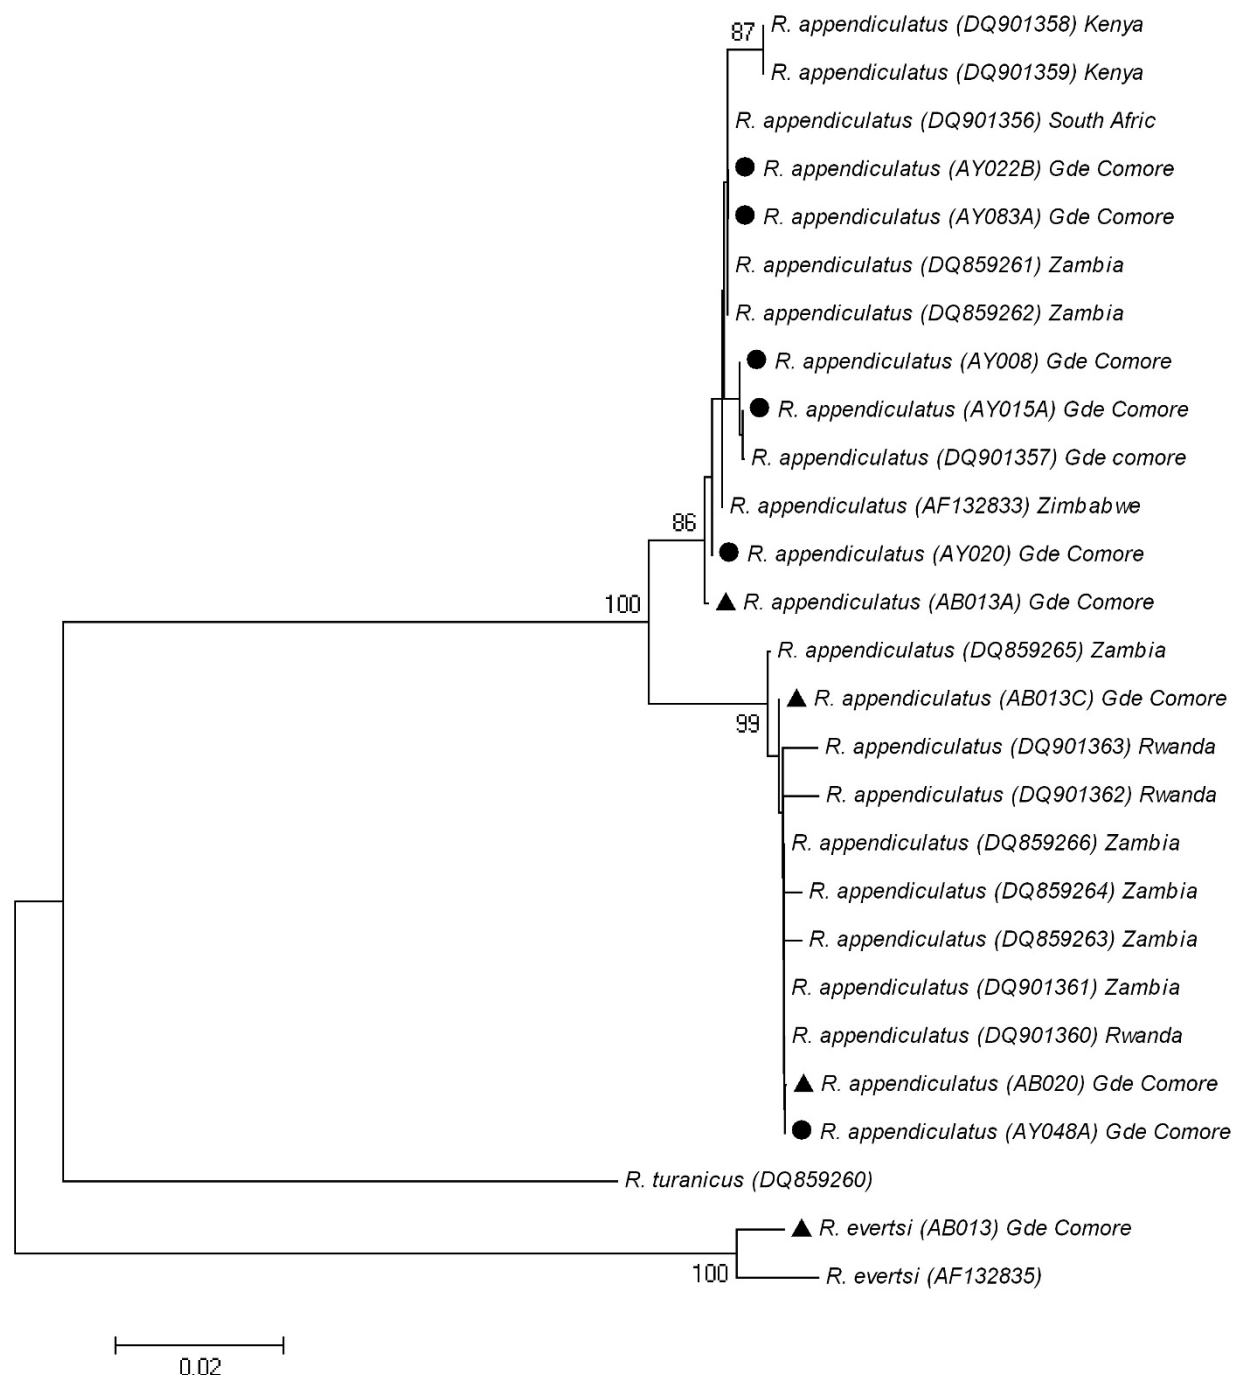 87
R. appendiculatus (DQ901358) Kenya
R. appendiculatus (DQ901359) Kenya
R. appendiculatus (DQ901356) South Afric
R. appendiculatus (AY022B) Gde Comore
R. appendiculatus (AY083A) Gde Comore
R. appendiculatus (DQ859261) Zambia
R. appendiculatus (DQ859262) Zambia
R. appendiculatus (AY008) Gde Comore
R. appendiculatus (AY015A) Gde Comore
R. appendiculatus (DQ901357) Gde comore
R. appendiculatus (AF132833) Zimbabwe
86
R. appendiculatus (AY020) Gde Comore
100
R. appendiculatus (AB013A) Gde Comore
R. appendiculatus (DQ859265) Zambia
R. appendiculatus (AB013C) Gde Comore
99
R. appendiculatus (DQ901363) Rwanda
R. appendiculatus (DQ901362) Rwanda
R. appendiculatus (DQ859266) Zambia
R. appendiculatus (DQ859264) Zambia
R. appendiculatus (DQ859263) Zambia
R. appendiculatus (DQ901361) Zambia
R. appendiculatus (DQ901360) Rwanda
R. appendiculatus (AB020) Gde Comore
R. appendiculatus (AY048A) Gde Comore
R. turanicus (DQ859260)
R. evertsi (AB013) Gde Comore
100
R. evertsi (AF132835)
0.02